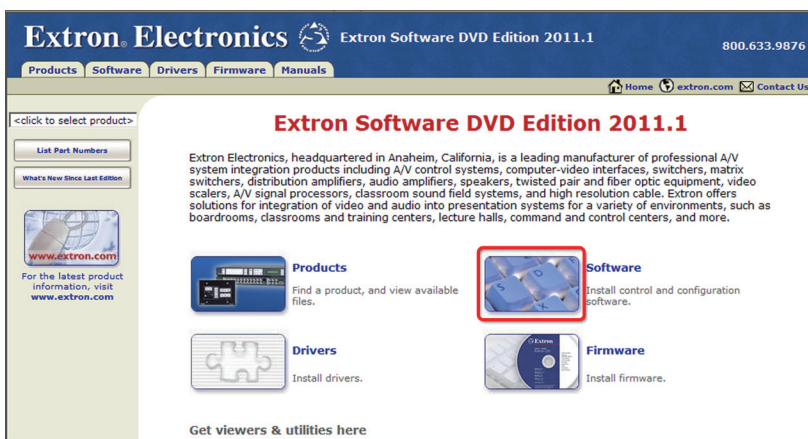 Extron® Electronics
Extron Software DVD Edition 2011.1
800.633.9876
Products Software Drivers Firmware Manuals
Home extron.com Contact Us
<click to select product>
List Part Numbers
What's New Since Last Edition
www.extron.com
For the latest product
information, visit
www.extron.com
Extron Software DVD Edition 2011.1
Extron Electronics, headquartered in Anaheim, California, is a leading manufacturer of professional A/V
system integration products including A/V control systems, computer-video interfaces, switchers, matrix
switchers, distribution amplifiers, audio amplifiers, speakers, twisted pair and fiber optic equipment, video
scalers, A/V signal processors, classroom sound field systems, and high resolution cable. Extron offers
solutions for integration of video and audio into presentation systems for a variety of environments, such as
boardrooms, classrooms and training centers, lecture halls, command and control centers, and more.
Products
Find a product, and view available
files.
S D
X
Software
Install control and configuration
software.
Drivers
Install drivers.
Extron
Firmware
Install firmware.
Get viewers & utilities here